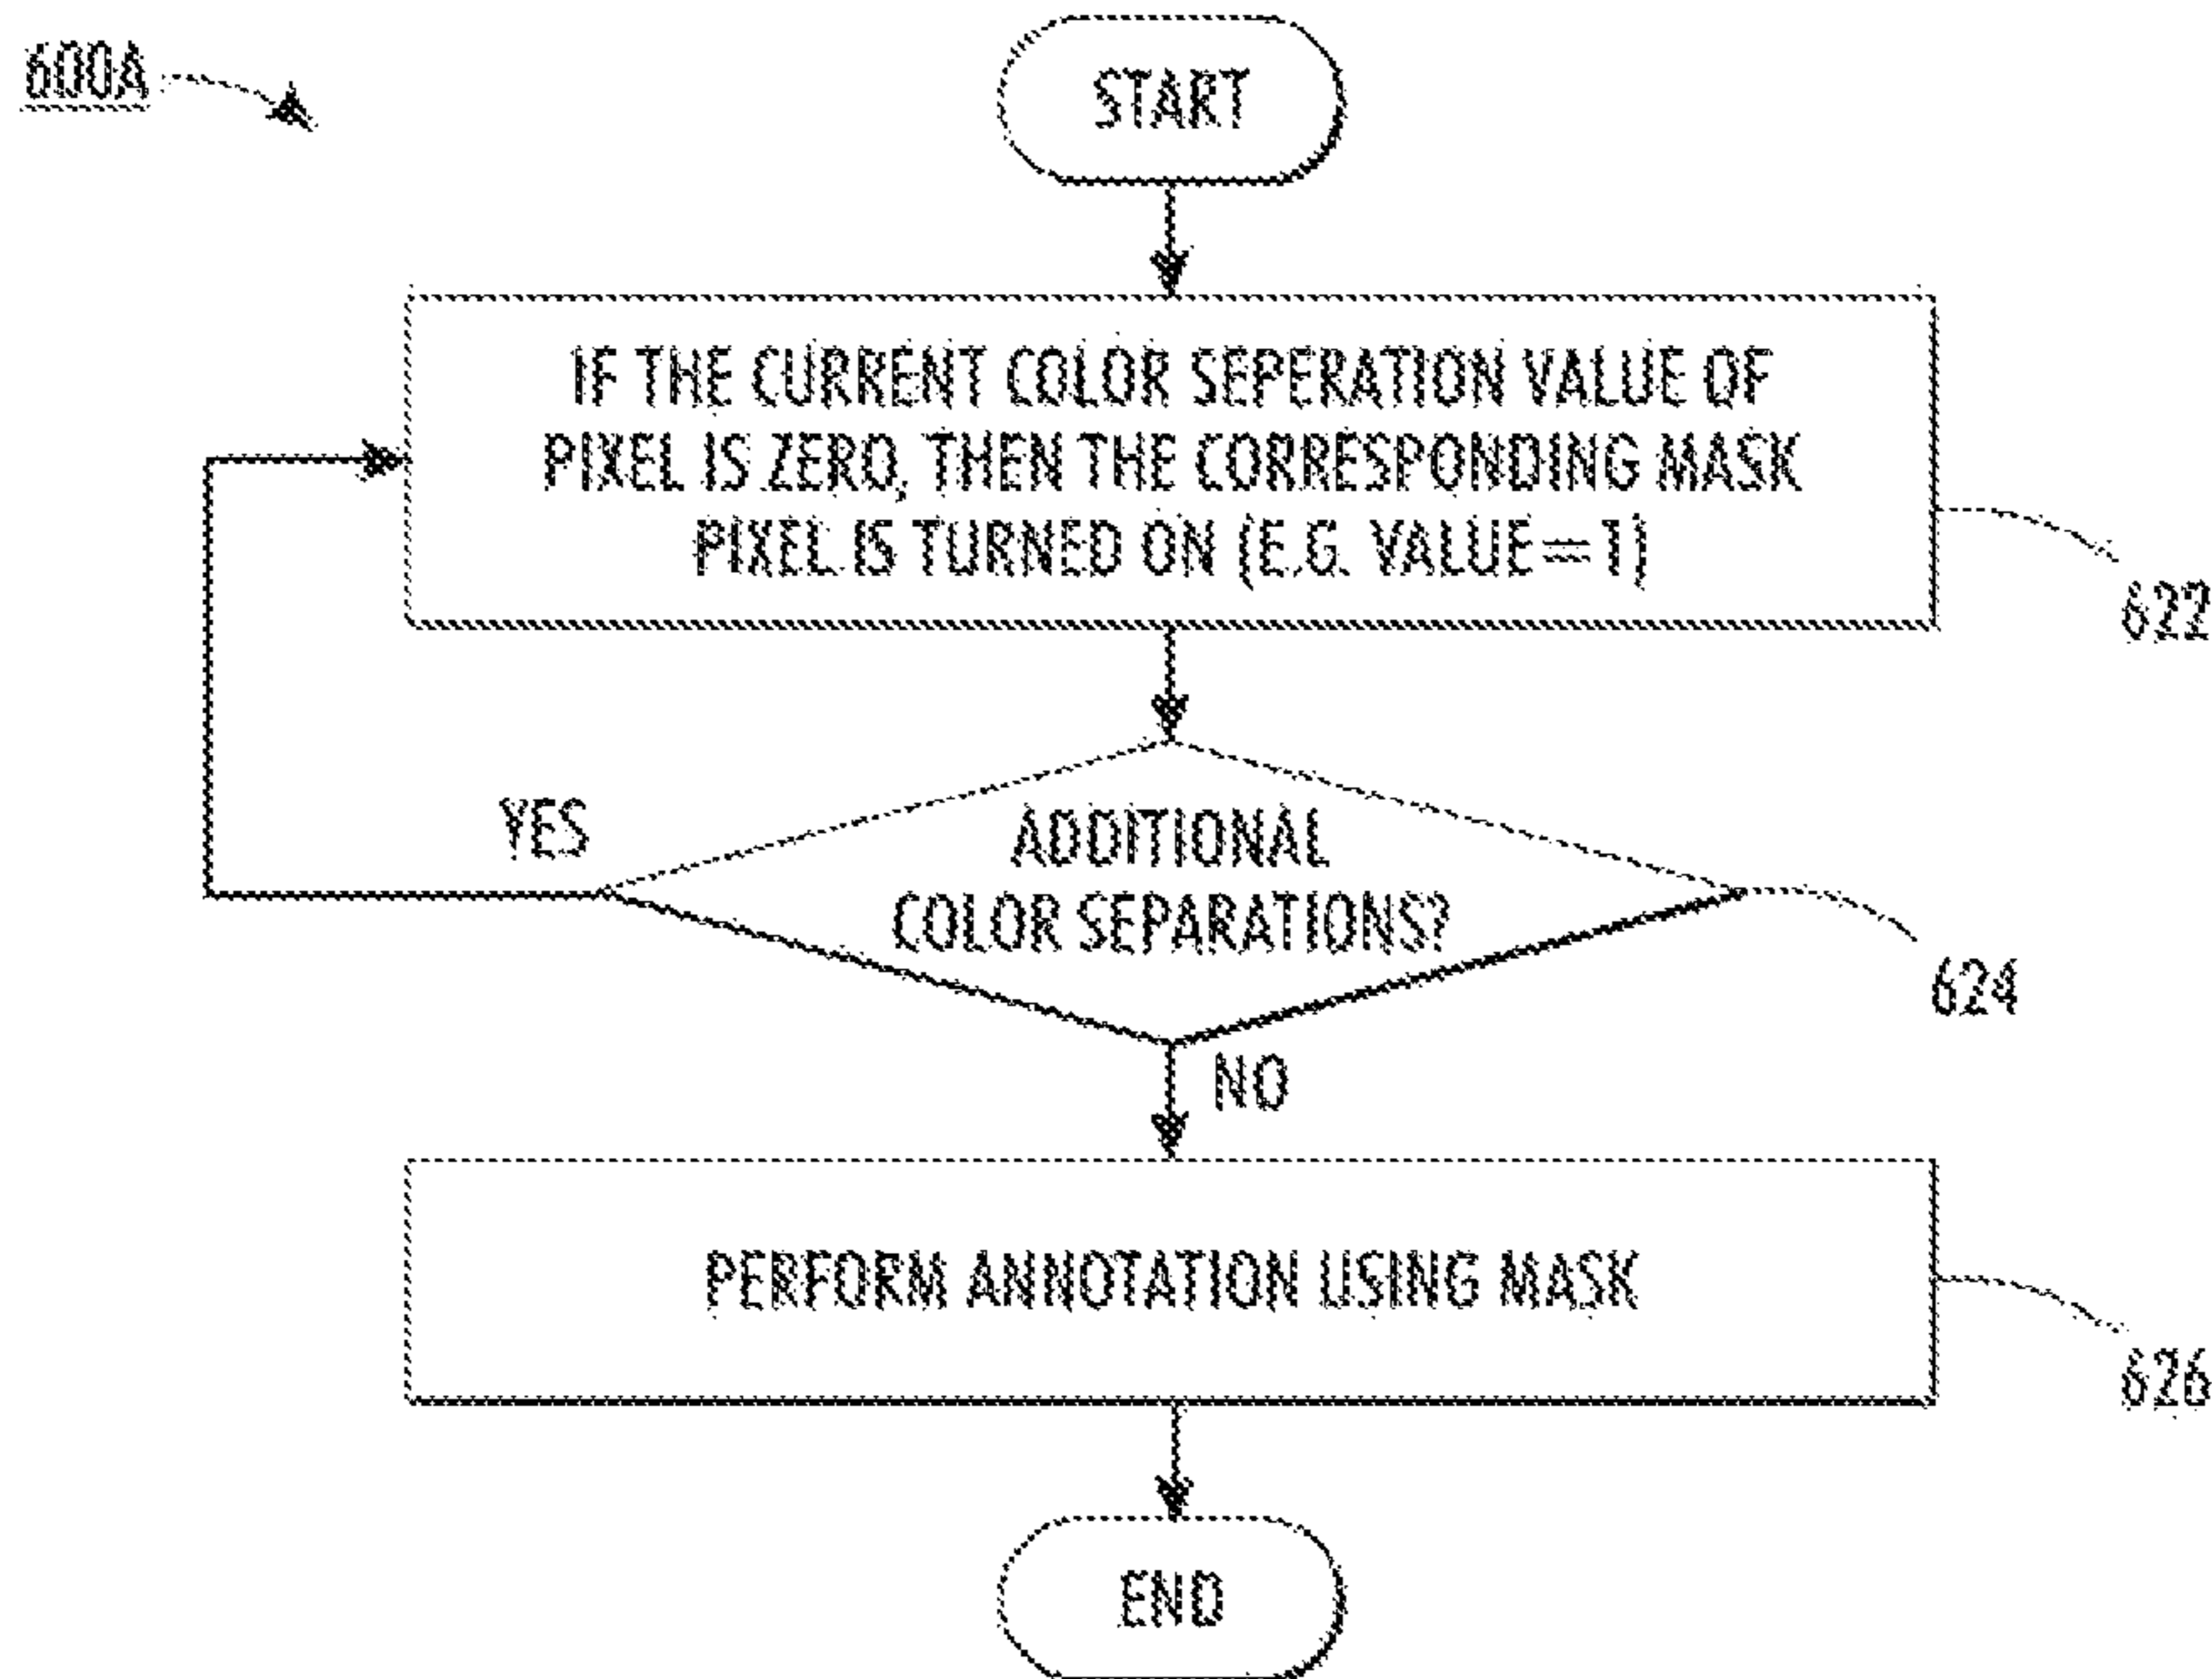 600A
START
IF THE CURRENT COLOR SEPERATION VALUE OF
PIXEL IS ZERO, THEN THE CORRESPONDING MASK
PIXEL IS TURNED ON (E.G. VALUE==1)
622
YES
ADDITIONAL
COLOR SEPARATIONS?
624
NO
PERFORM ANNOTATION USING MASK
626
END